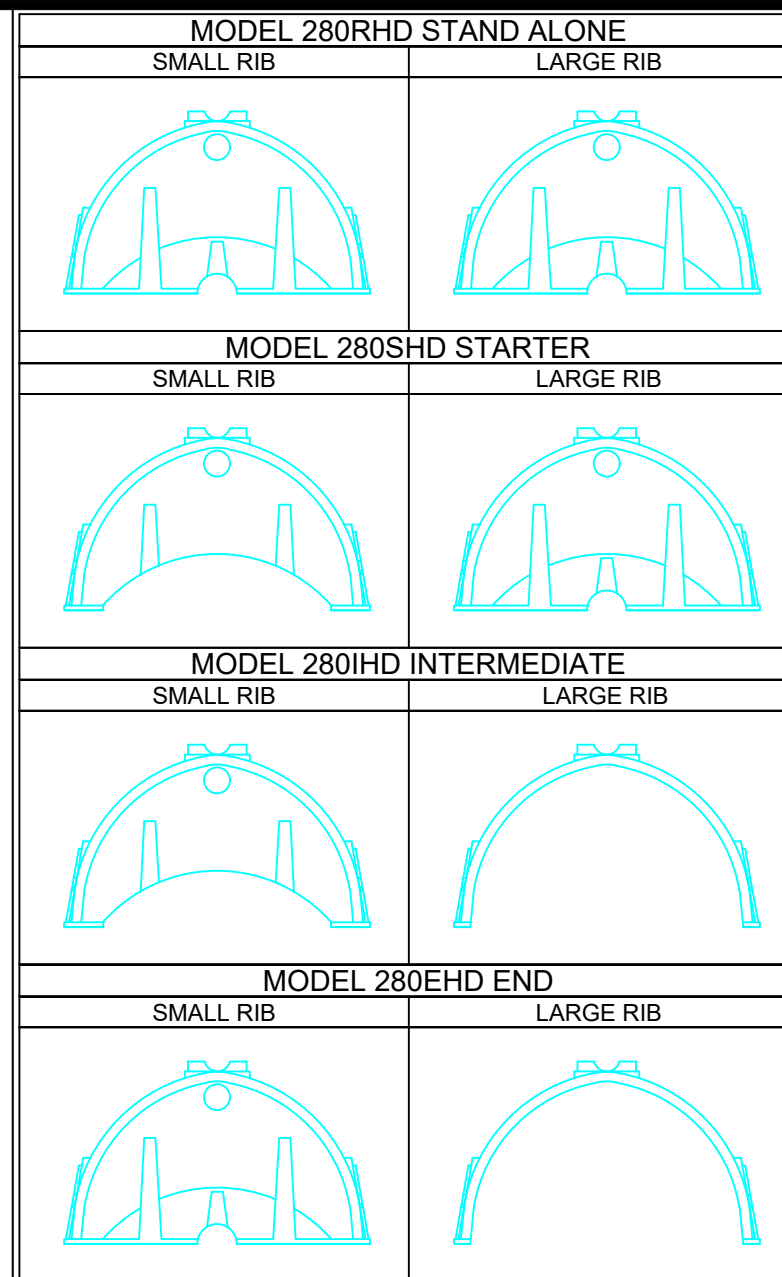 MODEL 280RHD STAND ALONE
SMALL RIB
LARGE RIB
MODEL 280SHD STARTER
SMALL RIB
LARGE RIB
MODEL 280IHD INTERMEDIATE
SMALL RIB
LARGE RIB
MODEL 280EHD END
SMALL RIB
LARGE RIB